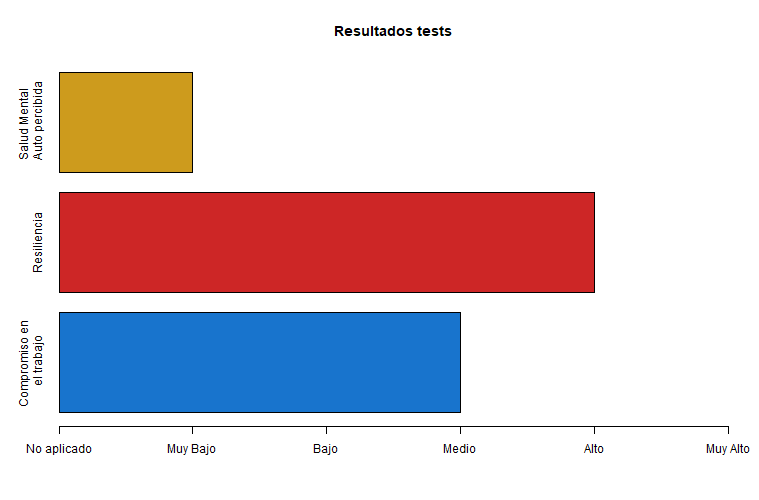 Resultados tests
Salud Mental
Auto percibida
Resiliencia
Compromiso en
el trabajo
No aplicado
Muy Bajo
Bajo
Medio
Alto
Muy Alto